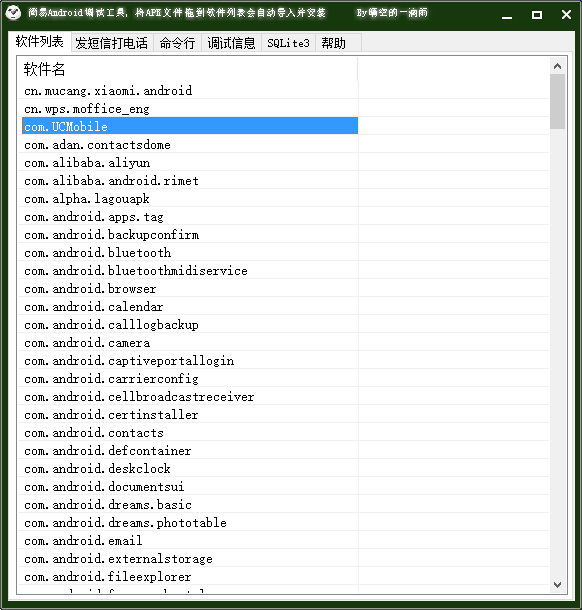 简易Android调试工具，将APK文件拖到软件列表会自动导入并安装 By晴空的一滴雨
软件列表 发短信打电话 命令行 调试信息 SQLite3 帮助
软件名
cn.mucang.xiaomi.android
cn.wps.moffice_eng
com.UCMobile
com.adan.contactsdome
com.alibaba.aliyun
com.alibaba.android.rimet
com.alpha.lagouapk
com.android.apps.tag
com.android.backupconfirm
com.android.bluetooth
com.android.bluetoothmidiservice
com.android.browser
com.android.calendar
com.android.calllogbackup
com.android.camera
com.android.captiveportallogin
com.android.carrierconfig
com.android.cellbroadcastreceiver
com.android.certinstaller
com.android.contacts
com.android.defcontainer
com.android.deskclock
com.android.documentsui
com.android.dreams.basic
com.android.dreams.phototable
com.android.email
com.android.externalstorage
com.android.fileexplorer